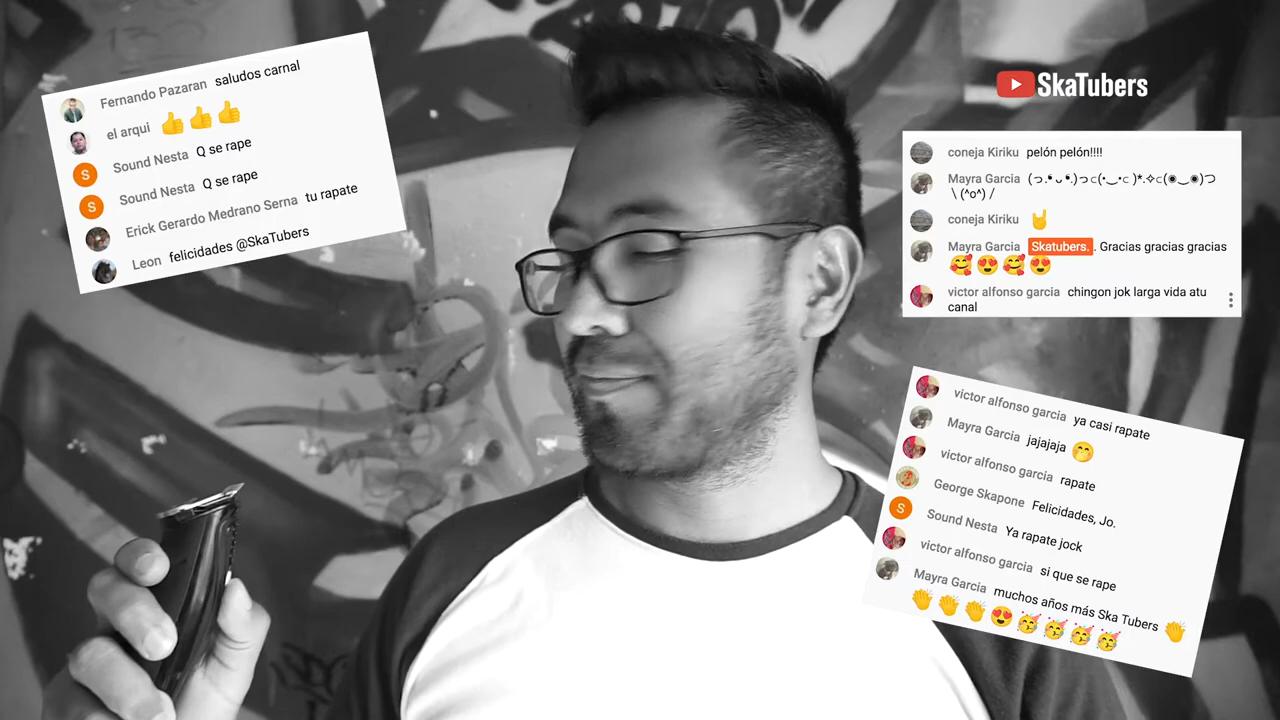 Fernando Pazaran saludos carnal
el arqui 👍👍👍
S Sound Nesta Q se rape
S Sound Nesta Q se rape
Erick Gerardo Medrano Serna tu rapate
Leon felicidades @SkaTubers
SkaTubers
coneja Kiriku pelón pelón!!!!
coneja Kiriku 🤘
Mayra Garcia Skatubers. . Gracias gracias gracias
🥰😍🥰😍
victor alfonso garcia chingon jok larga vida atu
canal
victor alfonso garcia ya casi rapate
Mayra Garcia jajajaja 🤭
victor alfonso garcia rapate
George Skapone Felicidades, Jo.
S Sound Nesta Ya rapate jock
victor alfonso garcia si que se rape
Mayra Garcia muchos años más Ska Tubers 👏
👏👏👏😍🥳🥳🥳🥳